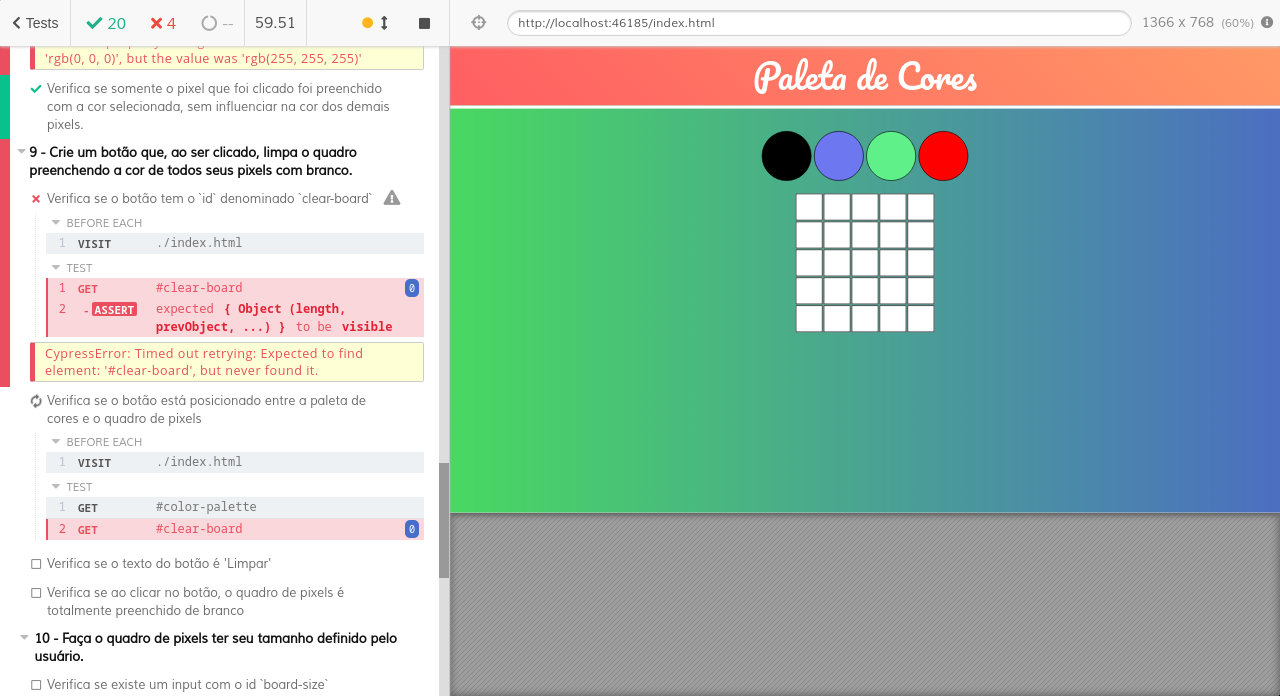 Tests
20
4
--
59.51
http://localhost:46185/index.html
1366 x 768 (60%)
'rgb(0, 0, 0)', but the value was 'rgb(255, 255, 255)'
Verifica se somente o pixel que foi clicado foi preenchido
com a cor selecionada, sem influenciar na cor dos demais
pixels.
9 - Crie um botão que, ao ser clicado, limpa o quadro
preenchendo a cor de todos seus pixels com branco.
Verifica se o botão tem o `id` denominado `clear-board`
BEFORE EACH
1 VISIT ./index.html
TEST
1 GET #clear-board 0
2 - ASSERT expected { Object (length,
prevObject, ...) } to be visible
CypressError: Timed out retrying: Expected to find
element: '#clear-board', but never found it.
Verifica se o botão está posicionado entre a paleta de
cores e o quadro de pixels
BEFORE EACH
1 VISIT ./index.html
TEST
1 GET #color-palette
2 GET #clear-board 0
Verifica se o texto do botão é 'Limpar'
Verifica se ao clicar no botão, o quadro de pixels é
totalmente preenchido de branco
10 - Faça o quadro de pixels ter seu tamanho definido pelo
usuário.
Verifica se existe um input com o id `board-size`
Paleta de Cores